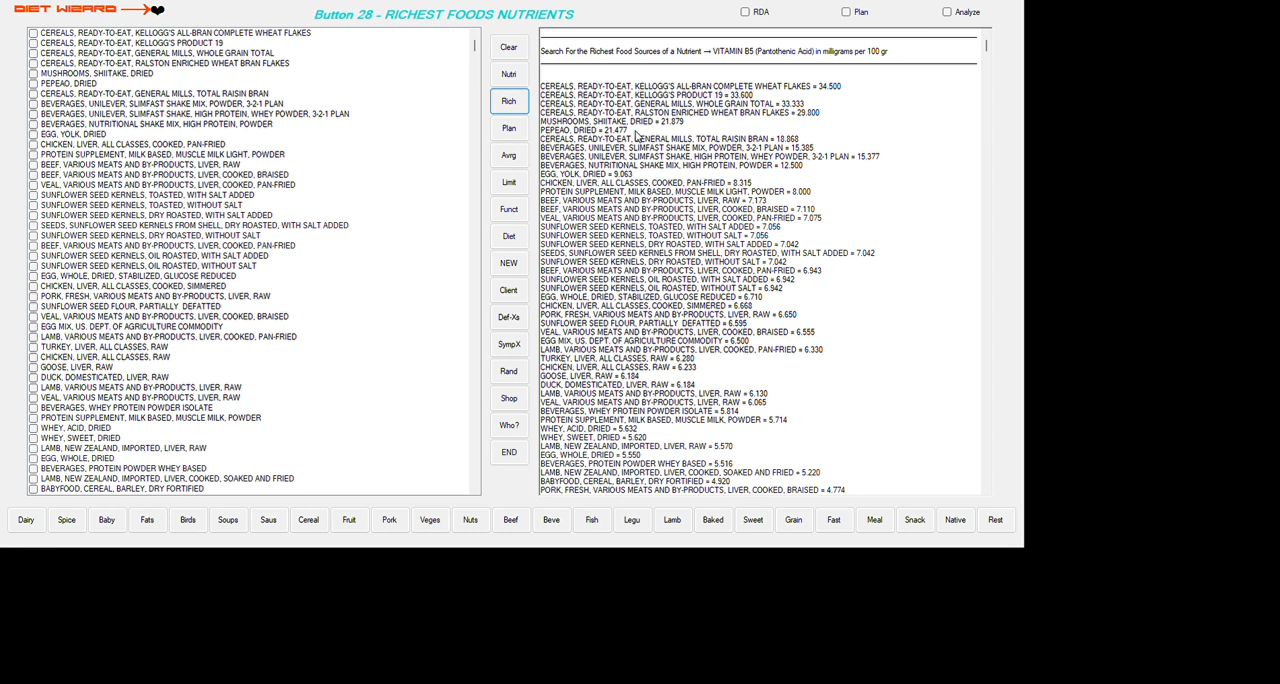 DIET WIZARD
Button 28 - RICHEST FOODS NUTRIENTS
RDA
Plan
Analyze
CEREALS, READY-TO-EAT, KELLOGG'S ALL-BRAN COMPLETE WHEAT FLAKES
CEREALS, READY-TO-EAT, KELLOGG'S PRODUCT 19
CEREALS, READY-TO-EAT, GENERAL MILLS, WHOLE GRAIN TOTAL
CEREALS, READY-TO-EAT, RALSTON ENRICHED WHEAT BRAN FLAKES
MUSHROOMS, SHIITAKE, DRIED
PEPEAO, DRIED
CEREALS, READY-TO-EAT, GENERAL MILLS, TOTAL RAISIN BRAN
BEVERAGES, UNILEVER, SLIMFAST SHAKE MIX, POWDER, 3-2-1 PLAN
BEVERAGES, UNILEVER, SLIMFAST SHAKE, HIGH PROTEIN, WHEY POWDER, 3-2-1 PLAN
BEVERAGES, NUTRITIONAL SHAKE MIX, HIGH PROTEIN, POWDER
EGG, YOLK, DRIED
CHICKEN, LIVER, ALL CLASSES, COOKED, PAN-FRIED
PROTEIN SUPPLEMENT, MILK BASED, MUSCLE MILK LIGHT, POWDER
BEEF, VARIOUS MEATS AND BY-PRODUCTS, LIVER, RAW
BEEF, VARIOUS MEATS AND BY-PRODUCTS, LIVER, COOKED, BRAISED
VEAL, VARIOUS MEATS AND BY-PRODUCTS, LIVER, COOKED, PAN-FRIED
SUNFLOWER SEED KERNELS, TOASTED, WITH SALT ADDED
SUNFLOWER SEED KERNELS, TOASTED, WITHOUT SALT
SUNFLOWER SEED KERNELS, DRY ROASTED, WITH SALT ADDED
SEEDS, SUNFLOWER SEED KERNELS FROM SHELL, DRY ROASTED, WITH SALT ADDED
SUNFLOWER SEED KERNELS, DRY ROASTED, WITHOUT SALT
BEEF, VARIOUS MEATS AND BY-PRODUCTS, LIVER, COOKED, PAN-FRIED
SUNFLOWER SEED KERNELS, OIL ROASTED, WITH SALT ADDED
SUNFLOWER SEED KERNELS, OIL ROASTED, WITHOUT SALT
EGG, WHOLE, DRIED, STABILIZED, GLUCOSE REDUCED
CHICKEN, LIVER, ALL CLASSES, COOKED, SIMMERED
PORK, FRESH, VARIOUS MEATS AND BY-PRODUCTS, LIVER, RAW
SUNFLOWER SEED FLOUR, PARTIALLY DEFATTED
VEAL, VARIOUS MEATS AND BY-PRODUCTS, LIVER, COOKED, BRAISED
EGG MIX, US. DEPT. OF AGRICULTURE COMMODITY
LAMB, VARIOUS MEATS AND BY-PRODUCTS, LIVER, COOKED, PAN-FRIED
TURKEY, LIVER, ALL CLASSES, RAW
CHICKEN, LIVER, ALL CLASSES, RAW
GOOSE, LIVER, RAW
DUCK, DOMESTICATED, LIVER, RAW
LAMB, VARIOUS MEATS AND BY-PRODUCTS, LIVER, RAW
VEAL, VARIOUS MEATS AND BY-PRODUCTS, LIVER, RAW
BEVERAGES, WHEY PROTEIN POWDER ISOLATE
PROTEIN SUPPLEMENT, MILK BASED, MUSCLE MILK, POWDER
WHEY, ACID, DRIED
WHEY, SWEET, DRIED
LAMB, NEW ZEALAND, IMPORTED, LIVER, RAW
EGG, WHOLE, DRIED
BEVERAGES, PROTEIN POWDER WHEY BASED
LAMB, NEW ZEALAND, IMPORTED, LIVER, COOKED, SOAKED AND FRIED
BABYFOOD, CEREAL, BARLEY, DRY FORTIFIED
Clear
Nutri
Rich
Plan
Avrg
Limit
Funct
Diet
NEW
Client
Def-Xs
SympX
Rand
Shop
Who?
END
Search For the Richest Food Sources of a Nutrient → VITAMIN B5 (Pantothenic Acid) in milligrams per 100 gr
CEREALS, READY-TO-EAT, KELLOGG'S ALL-BRAN COMPLETE WHEAT FLAKES = 34.500
CEREALS, READY-TO-EAT, KELLOGG'S PRODUCT 19 = 33.600
CEREALS, READY-TO-EAT, GENERAL MILLS, WHOLE GRAIN TOTAL = 33.333
CEREALS, READY-TO-EAT, RALSTON ENRICHED WHEAT BRAN FLAKES = 29.800
MUSHROOMS, SHIITAKE, DRIED = 21.879
PEPEAO, DRIED = 21.477
CEREALS, READY-TO-EAT, GENERAL MILLS, TOTAL RAISIN BRAN = 18.868
BEVERAGES, UNILEVER, SLIMFAST SHAKE MIX, POWDER, 3-2-1 PLAN = 15.385
BEVERAGES, UNILEVER, SLIMFAST SHAKE, HIGH PROTEIN, WHEY POWDER, 3-2-1 PLAN = 15.377
BEVERAGES, NUTRITIONAL SHAKE MIX, HIGH PROTEIN, POWDER = 12.500
EGG, YOLK, DRIED = 9.063
CHICKEN, LIVER, ALL CLASSES, COOKED, PAN-FRIED = 8.315
PROTEIN SUPPLEMENT, MILK BASED, MUSCLE MILK LIGHT, POWDER = 8.000
BEEF, VARIOUS MEATS AND BY-PRODUCTS, LIVER, RAW = 7.173
BEEF, VARIOUS MEATS AND BY-PRODUCTS, LIVER, COOKED, BRAISED = 7.110
VEAL, VARIOUS MEATS AND BY-PRODUCTS, LIVER, COOKED, PAN-FRIED = 7.075
SUNFLOWER SEED KERNELS, TOASTED, WITH SALT ADDED = 7.056
SUNFLOWER SEED KERNELS, TOASTED, WITHOUT SALT = 7.056
SUNFLOWER SEED KERNELS, DRY ROASTED, WITH SALT ADDED = 7.042
SEEDS, SUNFLOWER SEED KERNELS FROM SHELL, DRY ROASTED, WITH SALT ADDED = 7.042
SUNFLOWER SEED KERNELS, DRY ROASTED, WITHOUT SALT = 7.042
BEEF, VARIOUS MEATS AND BY-PRODUCTS, LIVER, COOKED, PAN-FRIED = 6.943
SUNFLOWER SEED KERNELS, OIL ROASTED, WITH SALT ADDED = 6.942
SUNFLOWER SEED KERNELS, OIL ROASTED, WITHOUT SALT = 6.942
EGG, WHOLE, DRIED, STABILIZED, GLUCOSE REDUCED = 6.710
CHICKEN, LIVER, ALL CLASSES, COOKED, SIMMERED = 6.668
PORK, FRESH, VARIOUS MEATS AND BY-PRODUCTS, LIVER, RAW = 6.650
SUNFLOWER SEED FLOUR, PARTIALLY DEFATTED = 6.595
VEAL, VARIOUS MEATS AND BY-PRODUCTS, LIVER, COOKED, BRAISED = 6.555
EGG MIX, US. DEPT. OF AGRICULTURE COMMODITY = 6.500
LAMB, VARIOUS MEATS AND BY-PRODUCTS, LIVER, COOKED, PAN-FRIED = 6.330
TURKEY, LIVER, ALL CLASSES, RAW = 6.280
CHICKEN, LIVER, ALL CLASSES, RAW = 6.233
GOOSE, LIVER, RAW = 6.184
DUCK, DOMESTICATED, LIVER, RAW = 6.184
LAMB, VARIOUS MEATS AND BY-PRODUCTS, LIVER, RAW = 6.130
VEAL, VARIOUS MEATS AND BY-PRODUCTS, LIVER, RAW = 6.065
BEVERAGES, WHEY PROTEIN POWDER ISOLATE = 5.814
PROTEIN SUPPLEMENT, MILK BASED, MUSCLE MILK, POWDER = 5.714
WHEY, ACID, DRIED = 5.632
WHEY, SWEET, DRIED = 5.620
LAMB, NEW ZEALAND, IMPORTED, LIVER, RAW = 5.570
EGG, WHOLE, DRIED = 5.550
BEVERAGES, PROTEIN POWDER WHEY BASED = 5.516
LAMB, NEW ZEALAND, IMPORTED, LIVER, COOKED, SOAKED AND FRIED = 5.220
BABYFOOD, CEREAL, BARLEY, DRY FORTIFIED = 4.920
PORK, FRESH, VARIOUS MEATS AND BY-PRODUCTS, LIVER, COOKED, BRAISED = 4.774
Dairy Spice Baby Fats Birds Soups Saus Cereal Fruit Pork Veges Nuts Beef Beve Fish Legu Lamb Baked Sweet Grain Fast Meal Snack Native Rest